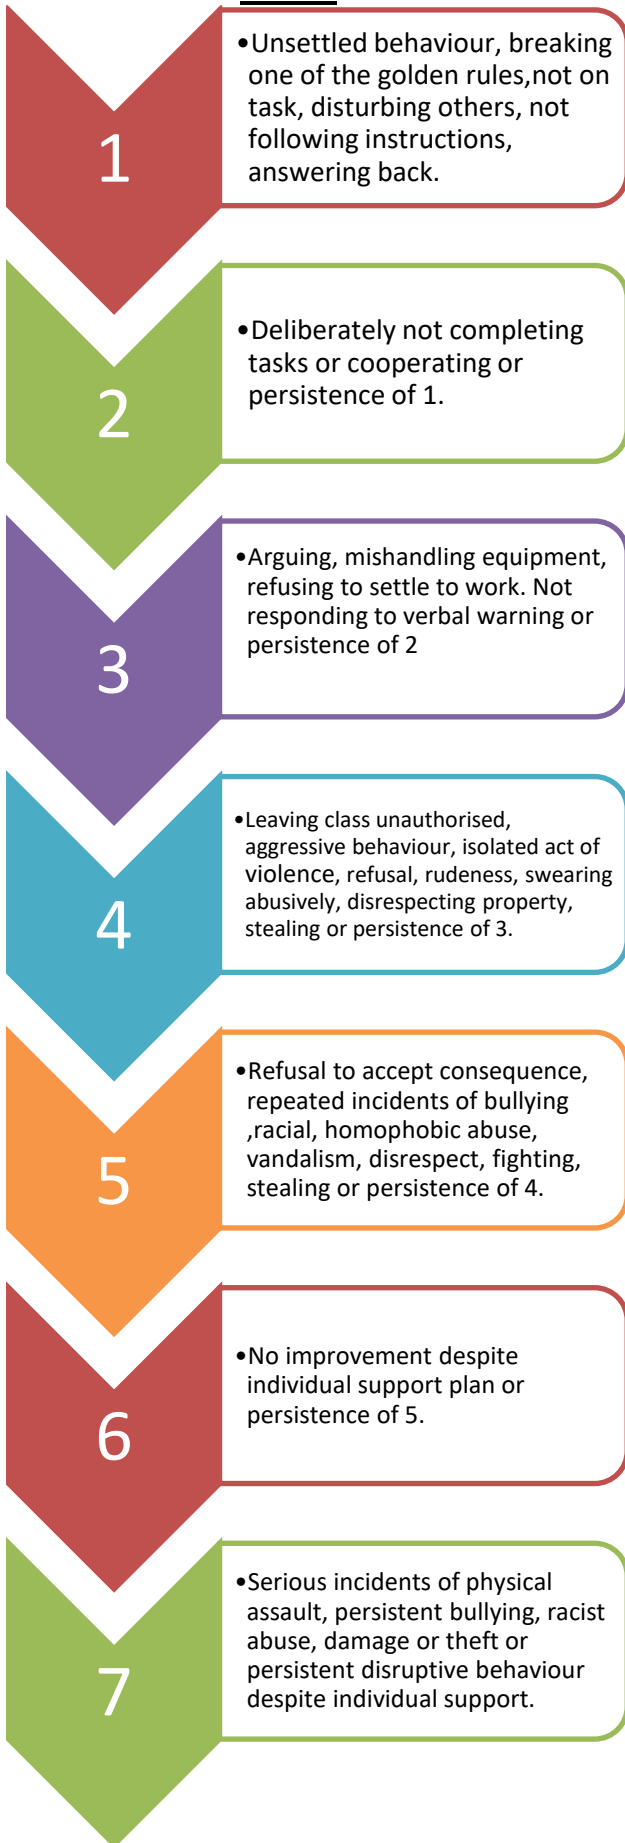 1
•Unsettled behaviour, breaking
one of the golden rules,not on
task, disturbing others, not
following instructions,
answering back.
2
•Deliberately not completing
tasks or cooperating or
persistence of 1.
3
•Arguing, mishandling equipment,
refusing to settle to work. Not
responding to verbal warning or
persistence of 2
4
•Leaving class unauthorised,
aggressive behaviour, isolated act of
violence, refusal, rudeness, swearing
abusively, disrespecting property,
stealing or persistence of 3.
5
•Refusal to accept consequence,
repeated incidents of bullying
,racial, homophobic abuse,
vandalism, disrespect, fighting,
stealing or persistence of 4.
6
•No improvement despite
individual support plan or
persistence of 5.
7
•Serious incidents of physical
assault, persistent bullying, racist
abuse, damage or theft or
persistent disruptive behaviour
despite individual support.